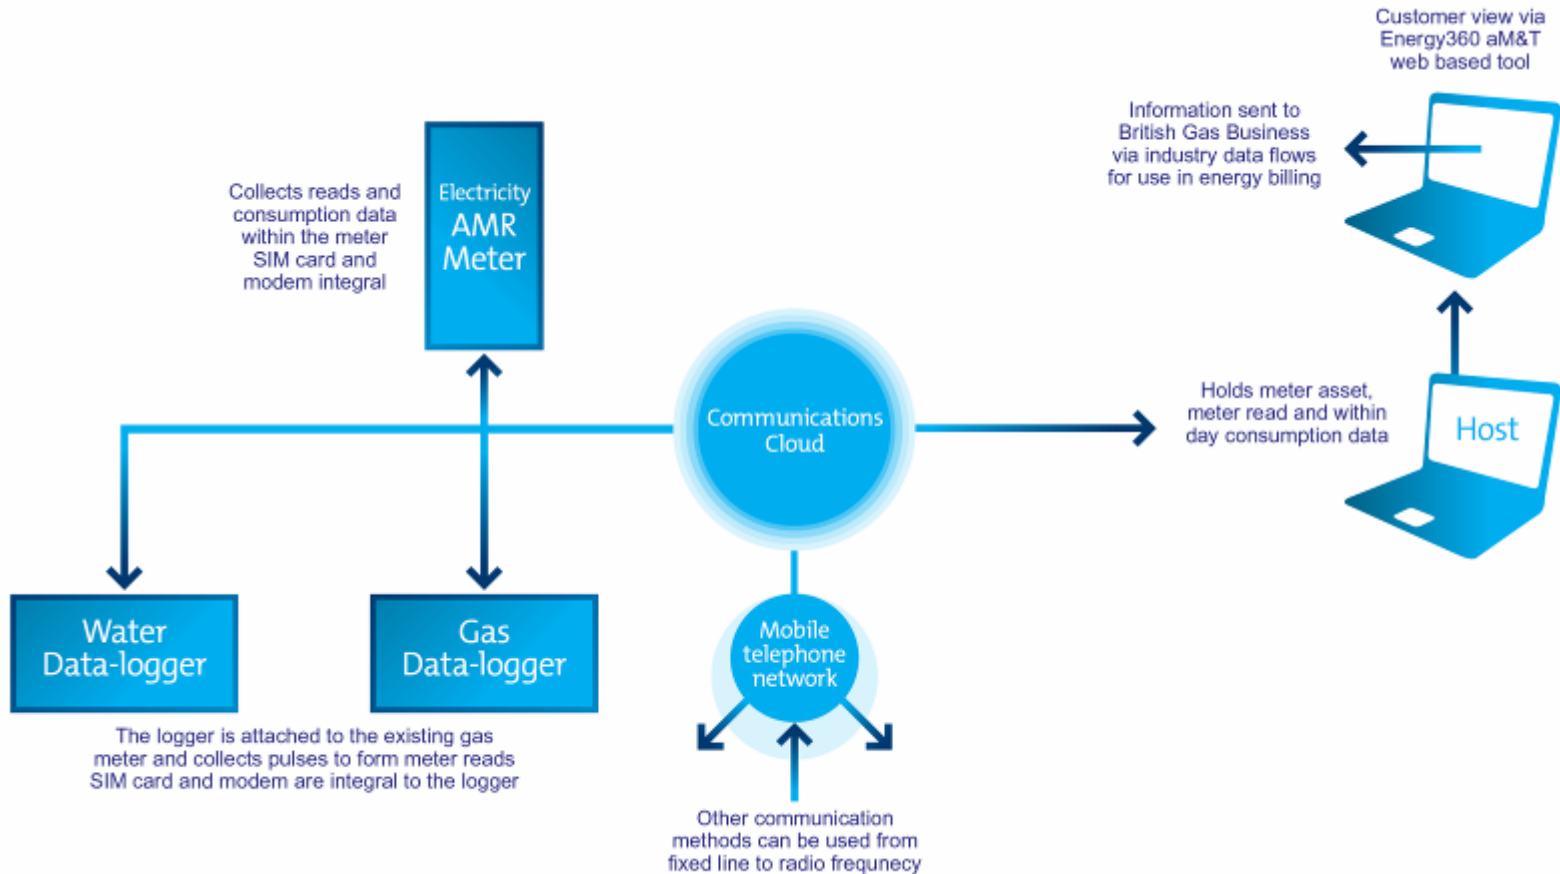 Customer view via
Energy360 aM&T
web based tool
Information sent to
British Gas Business
via industry data flows
for use in energy billing
Collects reads and
consumption data
within the meter
SIM card and
modem integral
Electricity
AMR
Meter
Communications
Cloud
Holds meter asset,
meter read and within
day consumption data
Host
Water
Data-logger
Gas
Data-logger
The logger is attached to the existing gas
meter and collects pulses to form meter reads
SIM card and modem are integral to the logger
Mobile
telephone
network
Other communication
methods can be used from
fixed line to radio frequnecy